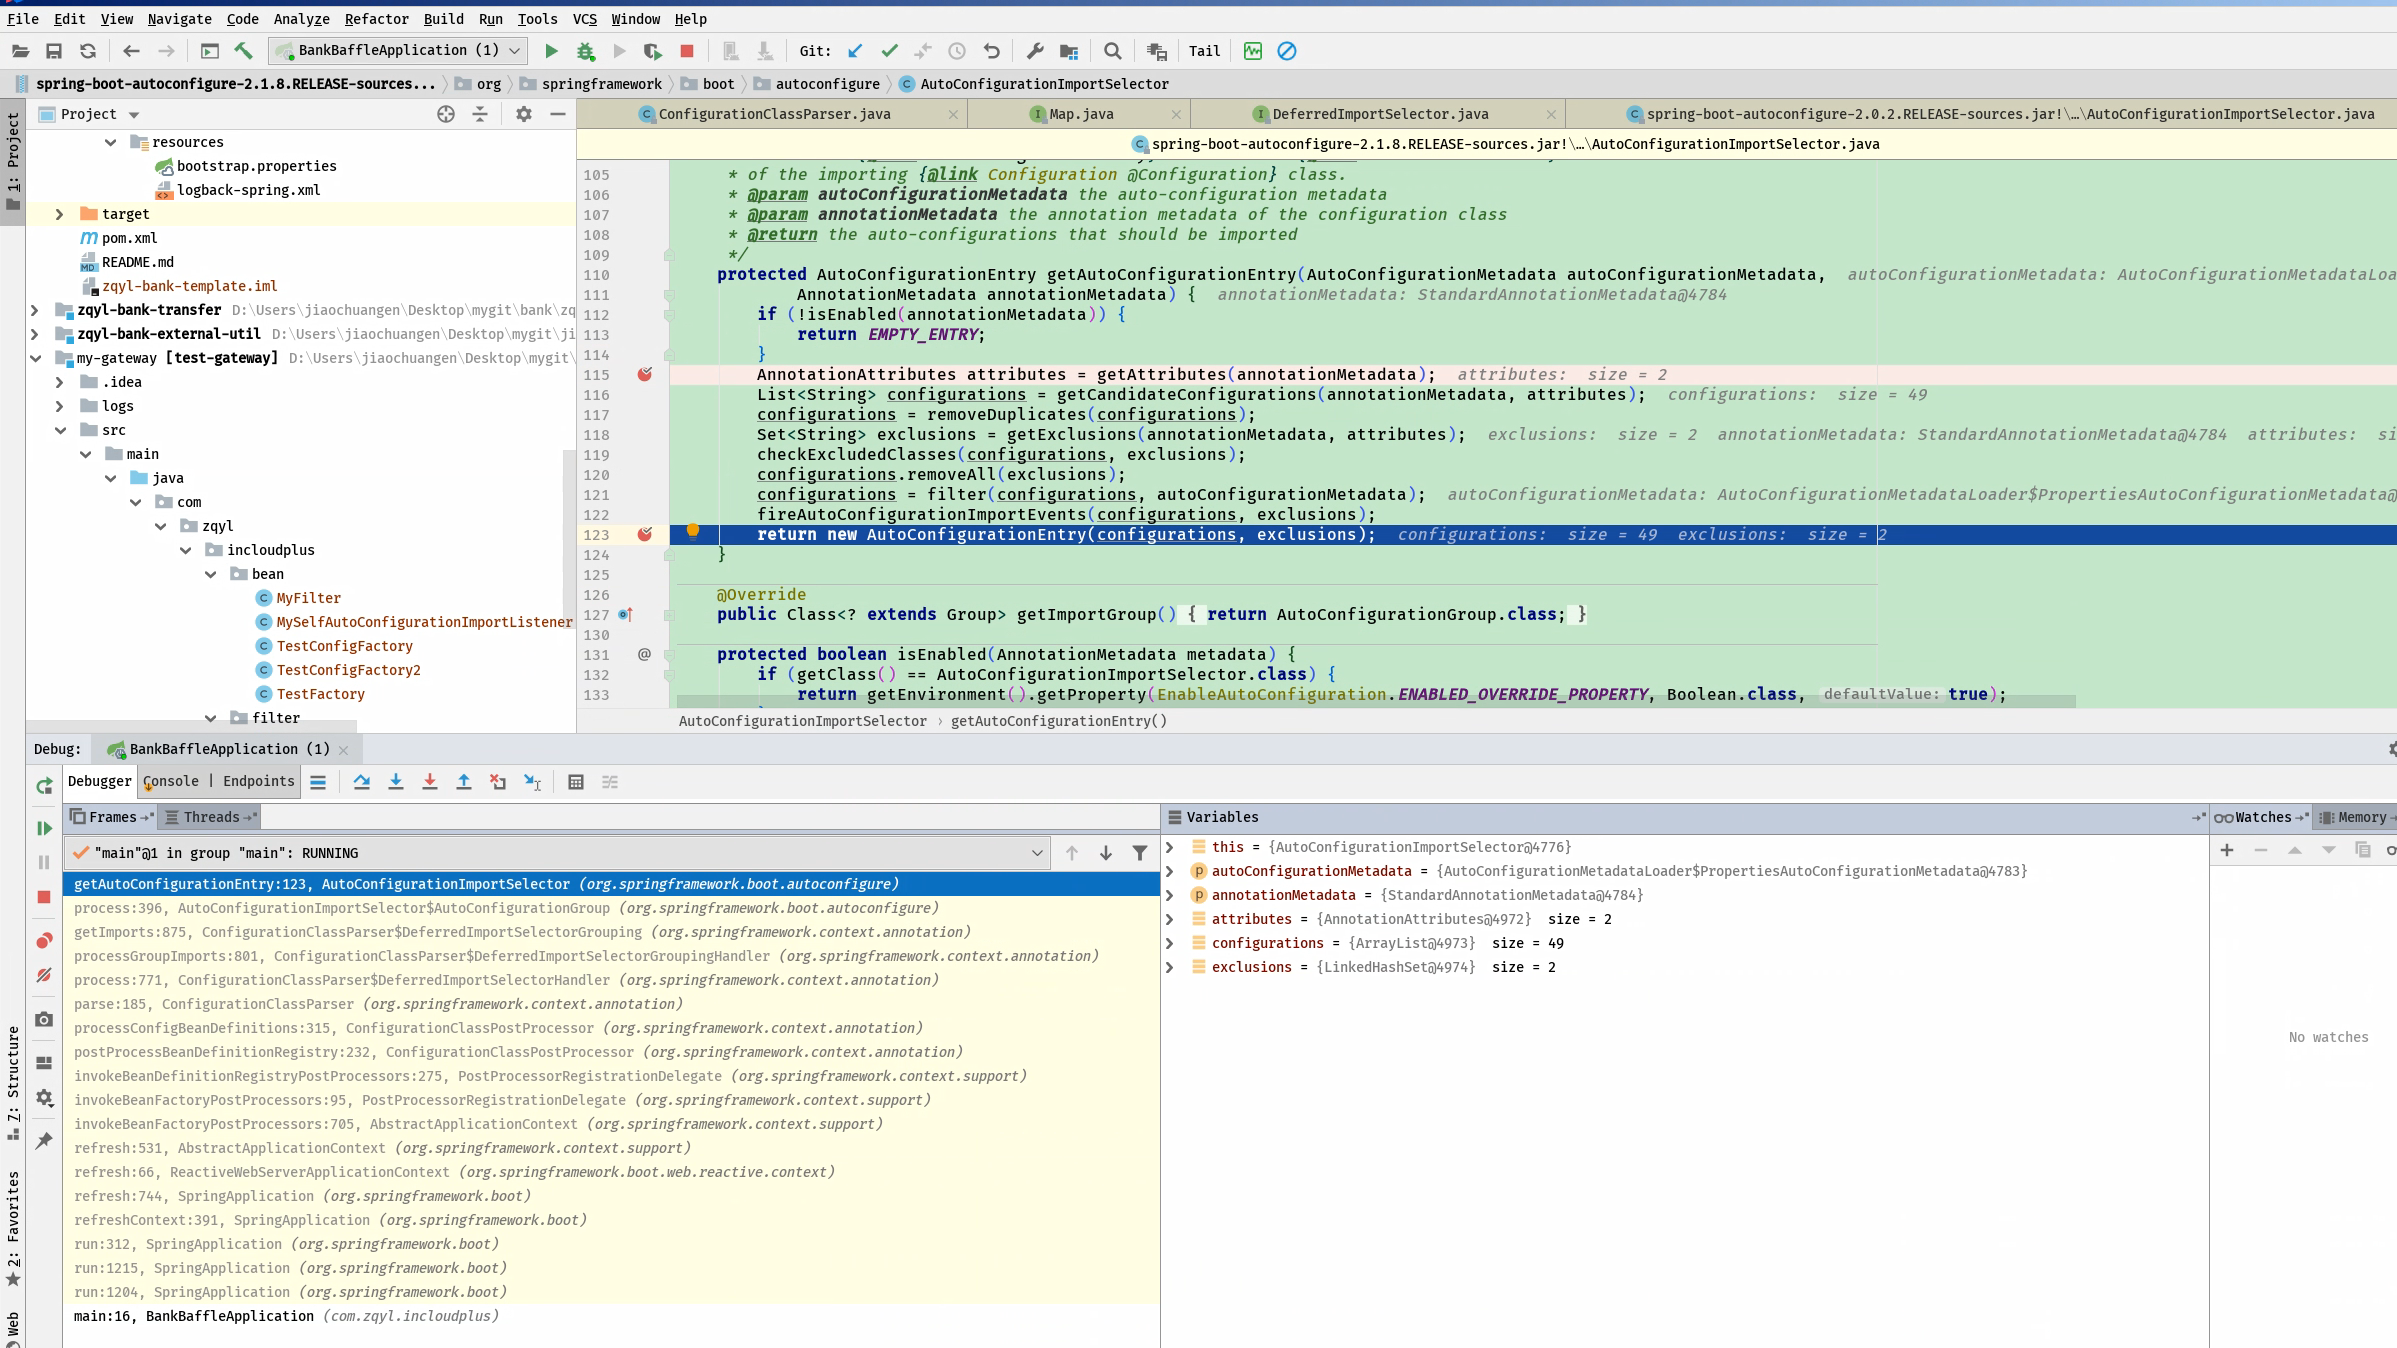 File Edit View Navigate Code Analyze Refactor Build Run Tools VCS Window Help
BankBaffleApplication (1) Git: Tail
spring-boot-autoconfigure-2.1.8.RELEASE-sources... org springframework boot autoconfigure AutoConfigurationImportSelector
1: Project
Project
resources
bootstrap.properties
logback-spring.xml
target
pom.xml
README.md
zqyl-bank-template.iml
zqyl-bank-transfer D:\Users\jiaochuangen\Desktop\mygit\bank\zq
zqyl-bank-external-util D:\Users\jiaochuangen\Desktop\mygit\ji
my-gateway [test-gateway] D:\Users\jiaochuangen\Desktop\mygit\
.idea
logs
src
main
java
com
zqyl
incloudplus
bean
MyFilter
MySelfAutoConfigurationImportListener
TestConfigFactory
TestConfigFactory2
TestFactory
filter
ConfigurationClassParser.java Map.java DeferredImportSelector.java spring-boot-autoconfigure-2.0.2.RELEASE-sources.jar!\...\AutoConfigurationImportSelector.java
spring-boot-autoconfigure-2.1.8.RELEASE-sources.jar!\...\AutoConfigurationImportSelector.java
105 * of the importing {@link Configuration @Configuration} class.
106 * @param autoConfigurationMetadata the auto-configuration metadata
107 * @param annotationMetadata the annotation metadata of the configuration class
108 * @return the auto-configurations that should be imported
109 */
110 protected AutoConfigurationEntry getAutoConfigurationEntry(AutoConfigurationMetadata autoConfigurationMetadata, autoConfigurationMetadata: AutoConfigurationMetadataLoa
111 AnnotationMetadata annotationMetadata) { annotationMetadata: StandardAnnotationMetadata@4784
112 if (!isEnabled(annotationMetadata)) {
113 return EMPTY_ENTRY;
114 }
115 AnnotationAttributes attributes = getAttributes(annotationMetadata); attributes: size = 2
116 List<String> configurations = getCandidateConfigurations(annotationMetadata, attributes); configurations: size = 49
117 configurations = removeDuplicates(configurations);
118 Set<String> exclusions = getExclusions(annotationMetadata, attributes); exclusions: size = 2 annotationMetadata: StandardAnnotationMetadata@4784 attributes: si
119 checkExcludedClasses(configurations, exclusions);
120 configurations.removeAll(exclusions);
121 configurations = filter(configurations, autoConfigurationMetadata); autoConfigurationMetadata: AutoConfigurationMetadataLoader$PropertiesAutoConfigurationMetadata@
122 fireAutoConfigurationImportEvents(configurations, exclusions);
123 return new AutoConfigurationEntry(configurations, exclusions); configurations: size = 49 exclusions: size = 2
124 }
125
126 @Override
127 public Class<? extends Group> getImportGroup() { return AutoConfigurationGroup.class; }
130
131 @ protected boolean isEnabled(AnnotationMetadata metadata) {
132 if (getClass() == AutoConfigurationImportSelector.class) {
133 return getEnvironment().getProperty(EnableAutoConfiguration.ENABLED_OVERRIDE_PROPERTY, Boolean.class, defaultValue: true);
AutoConfigurationImportSelector › getAutoConfigurationEntry()
Debug: BankBaffleApplication (1)
Debugger Console | Endpoints
Frames Threads
"main"@1 in group "main": RUNNING
getAutoConfigurationEntry:123, AutoConfigurationImportSelector (org.springframework.boot.autoconfigure)
process:396, AutoConfigurationImportSelector$AutoConfigurationGroup (org.springframework.boot.autoconfigure)
getImports:875, ConfigurationClassParser$DeferredImportSelectorGrouping (org.springframework.context.annotation)
processGroupImports:801, ConfigurationClassParser$DeferredImportSelectorGroupingHandler (org.springframework.context.annotation)
process:771, ConfigurationClassParser$DeferredImportSelectorHandler (org.springframework.context.annotation)
parse:185, ConfigurationClassParser (org.springframework.context.annotation)
processConfigBeanDefinitions:315, ConfigurationClassPostProcessor (org.springframework.context.annotation)
postProcessBeanDefinitionRegistry:232, ConfigurationClassPostProcessor (org.springframework.context.annotation)
invokeBeanDefinitionRegistryPostProcessors:275, PostProcessorRegistrationDelegate (org.springframework.context.support)
invokeBeanFactoryPostProcessors:95, PostProcessorRegistrationDelegate (org.springframework.context.support)
invokeBeanFactoryPostProcessors:705, AbstractApplicationContext (org.springframework.context.support)
refresh:531, AbstractApplicationContext (org.springframework.context.support)
refresh:66, ReactiveWebServerApplicationContext (org.springframework.boot.web.reactive.context)
refresh:744, SpringApplication (org.springframework.boot)
refreshContext:391, SpringApplication (org.springframework.boot)
run:312, SpringApplication (org.springframework.boot)
run:1215, SpringApplication (org.springframework.boot)
run:1204, SpringApplication (org.springframework.boot)
main:16, BankBaffleApplication (com.zqyl.incloudplus)
Variables
this = {AutoConfigurationImportSelector@4776}
autoConfigurationMetadata = {AutoConfigurationMetadataLoader$PropertiesAutoConfigurationMetadata@4783}
annotationMetadata = {StandardAnnotationMetadata@4784}
attributes = {AnnotationAttributes@4972} size = 2
configurations = {ArrayList@4973} size = 49
exclusions = {LinkedHashSet@4974} size = 2
Watches Memory
No watches
7: Structure
2: Favorites
Web